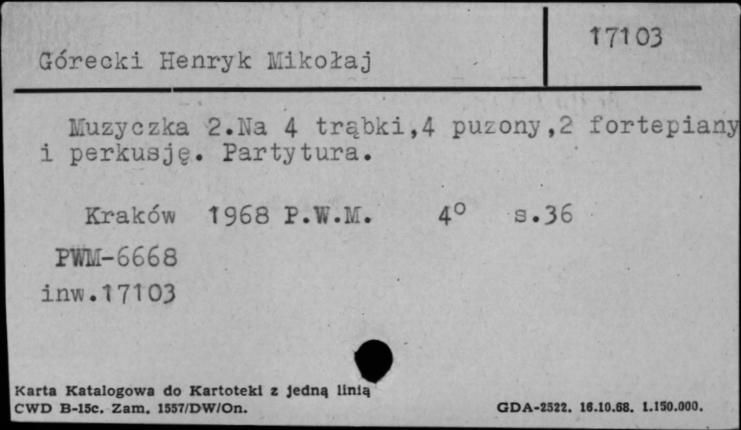 Górecki Henryk Mikołaj
17103
Muzyczka 2.Na 4 trąbki,4 puzony,2 fortepiany
i perkusję. Partytura.
Kraków 1968 P.W.M. 4° s.36
PWM-6668
inw.17103
Karta Katalogowa do Kartoteki z jedną linią
CWD B-15c. Zam. 1557/DW/On.
GDA-2522. 16.10.68. 1.150.000.